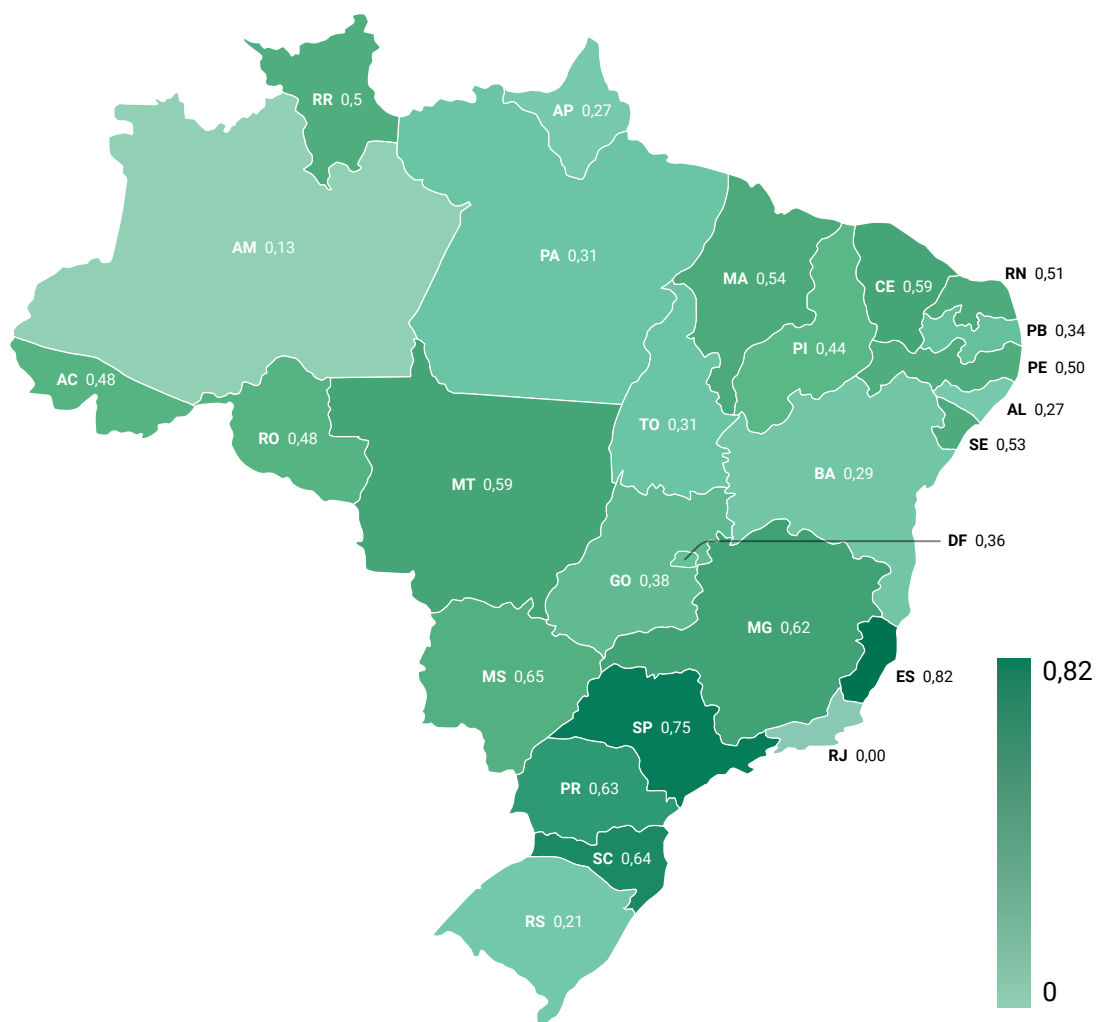 RR 0,5
AP 0,27
AM 0,13
PA 0,31
RN 0,51
MA 0,54
CE 0,59
PB 0,34
PI 0,44
PE 0,50
AC 0,48
AL 0,27
TO 0,31
RO 0,48
SE 0,53
BA 0,29
MT 0,59
DF 0,36
GO 0,38
MG 0,62
MS 0,65
ES 0,82
0,82
SP 0,75
RJ 0,00
PR 0,63
SC 0,64
RS 0,21
0